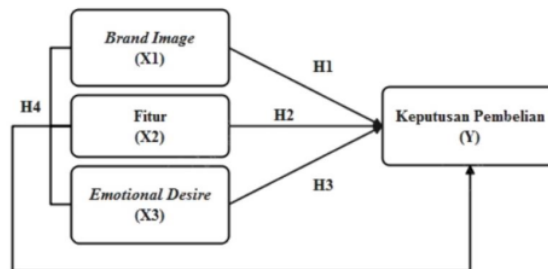 Brand Image
(X1)
H1
H4
Fitur
(X2)
H2
Keputusan Pembelian
(Y)
H3
Emotional Desire
(X3)